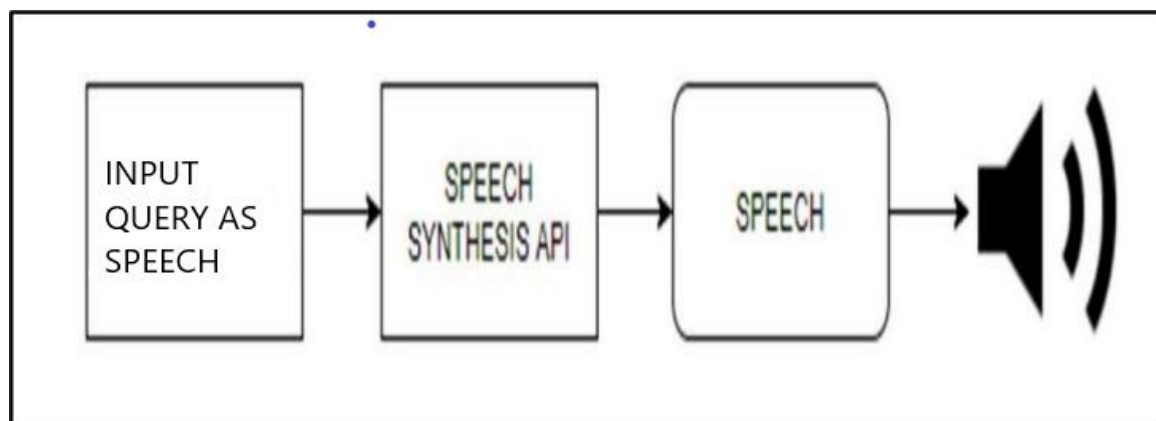 INPUT
QUERY AS
SPEECH
SPEECH
SYNTHESIS API
SPEECH